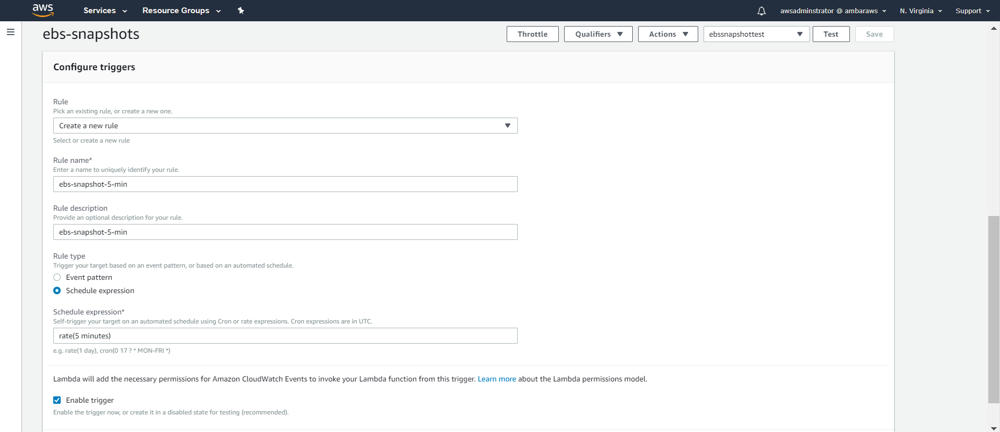 aws Services Resource Groups awsadminstrator @ ambaraws N. Virginia Support
ebs-snapshots Throttle Qualifiers Actions ebssnapshottest Test Save
Configure triggers
Rule
Pick an existing rule, or create a new one.
Create a new rule
Select or create a new rule
Rule name*
Enter a name to uniquely identify your rule.
ebs-snapshot-5-min
Rule description
Provide an optional description for your rule.
ebs-snapshot-5-min
Rule type
Trigger your target based on an event pattern, or based on an automated schedule.
Event pattern
Schedule expression
Schedule expression*
Self-trigger your target on an automated schedule using Cron or rate expressions. Cron expressions are in UTC.
rate(5 minutes)
e.g. rate(1 day), cron(0 17 ? * MON-FRI *)
Lambda will add the necessary permissions for Amazon CloudWatch Events to invoke your Lambda function from this trigger. Learn more about the Lambda permissions model.
Enable trigger
Enable the trigger now, or create it in a disabled state for testing (recommended).